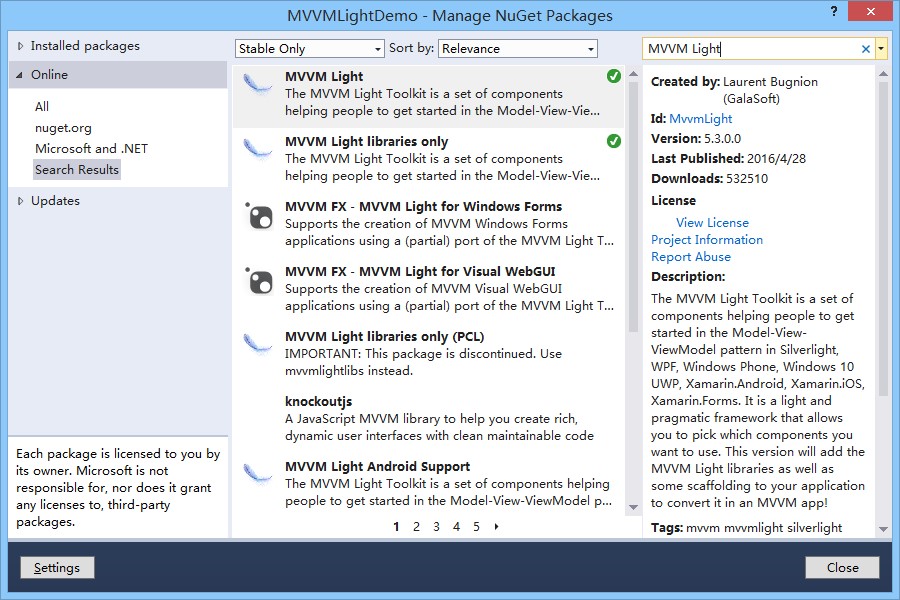 MVVMLightDemo - Manage NuGet Packages
?
Installed packages
Online
All
nuget.org
Microsoft and .NET
Search Results
Updates
Each package is licensed to you by
its owner. Microsoft is not
responsible for, nor does it grant
any licenses to, third-party
packages.
Stable Only
Sort by:
Relevance
MVVM Light
The MVVM Light Toolkit is a set of components
helping people to get started in the Model-View-Vie...
MVVM Light libraries only
The MVVM Light Toolkit is a set of components
helping people to get started in the Model-View-Vie...
MVVM FX - MVVM Light for Windows Forms
Supports the creation of MVVM Windows Forms
applications using a (partial) port of the MVVM Light T...
MVVM FX - MVVM Light for Visual WebGUI
Supports the creation of MVVM Visual WebGUI
applications using a (partial) port of the MVVM Light T...
MVVM Light libraries only (PCL)
IMPORTANT: This package is discontinued. Use
mvvmlightlibs instead.
knockoutjs
A JavaScript MVVM library to help you create rich,
dynamic user interfaces with clean maintainable code
MVVM Light Android Support
The MVVM Light Toolkit is a set of components helping
people to get started in the Model-View-ViewModel p...
1 2 3 4 5
MVVM Light
Created by: Laurent Bugnion
(GalaSoft)
Id: MvvmLight
Version: 5.3.0.0
Last Published: 2016/4/28
Downloads: 532510
License
View License
Project Information
Report Abuse
Description:
The MVVM Light Toolkit is a set of
components helping people to get
started in the Model-View-
ViewModel pattern in Silverlight,
WPF, Windows Phone, Windows 10
UWP, Xamarin.Android, Xamarin.iOS,
Xamarin.Forms. It is a light and
pragmatic framework that allows
you to pick which components you
want to use. This version will add the
MVVM Light libraries as well as
some scaffolding to your application
to convert it in an MVVM app!
Tags: mvvm mvvmlight silverlight
Settings
Close